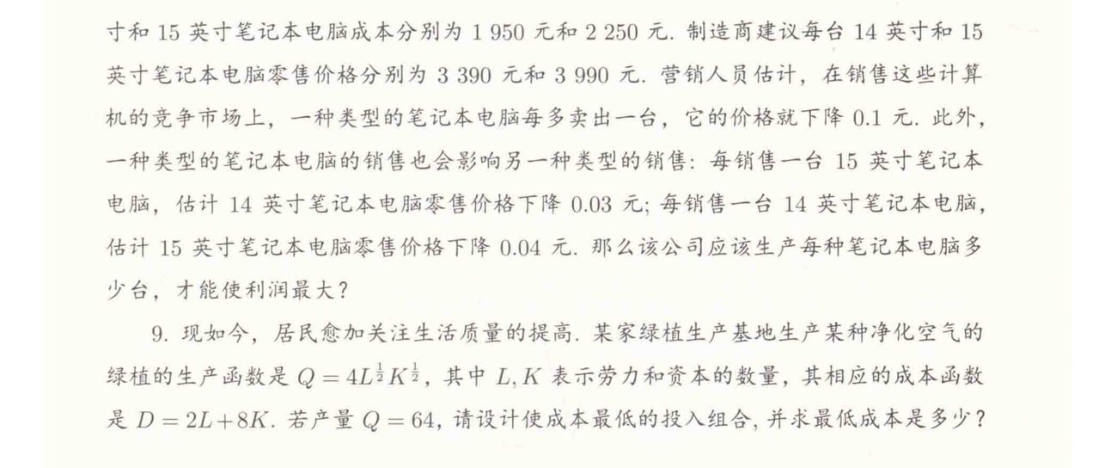 寸和 15 英寸笔记本电脑成本分别为 1 950 元和 2 250 元. 制造商建议每台 14 英寸和 15
英寸笔记本电脑零售价格分别为 3 390 元和 3 990 元. 营销人员估计, 在销售这些计算
机的竞争市场上, 一种类型的笔记本电脑每多卖出一台, 它的价格就下降 0.1 元. 此外,
一种类型的笔记本电脑的销售也会影响另一种类型的销售: 每销售一台 15 英寸笔记本
电脑, 估计 14 英寸笔记本电脑零售价格下降 0.03 元; 每销售一台 14 英寸笔记本电脑,
估计 15 英寸笔记本电脑零售价格下降 0.04 元. 那么该公司应该生产每种笔记本电脑多
少台, 才能使利润最大?
9. 现如今, 居民愈加关注生活质量的提高. 某家绿植生产基地生产某种净化空气的
绿植的生产函数是 Q = 4L^{1/2}K^{1/2}, 其中 L, K 表示劳力和资本的数量, 其相应的成本函数
是 D = 2L+8K. 若产量 Q = 64, 请设计使成本最低的投入组合, 并求最低成本是多少?